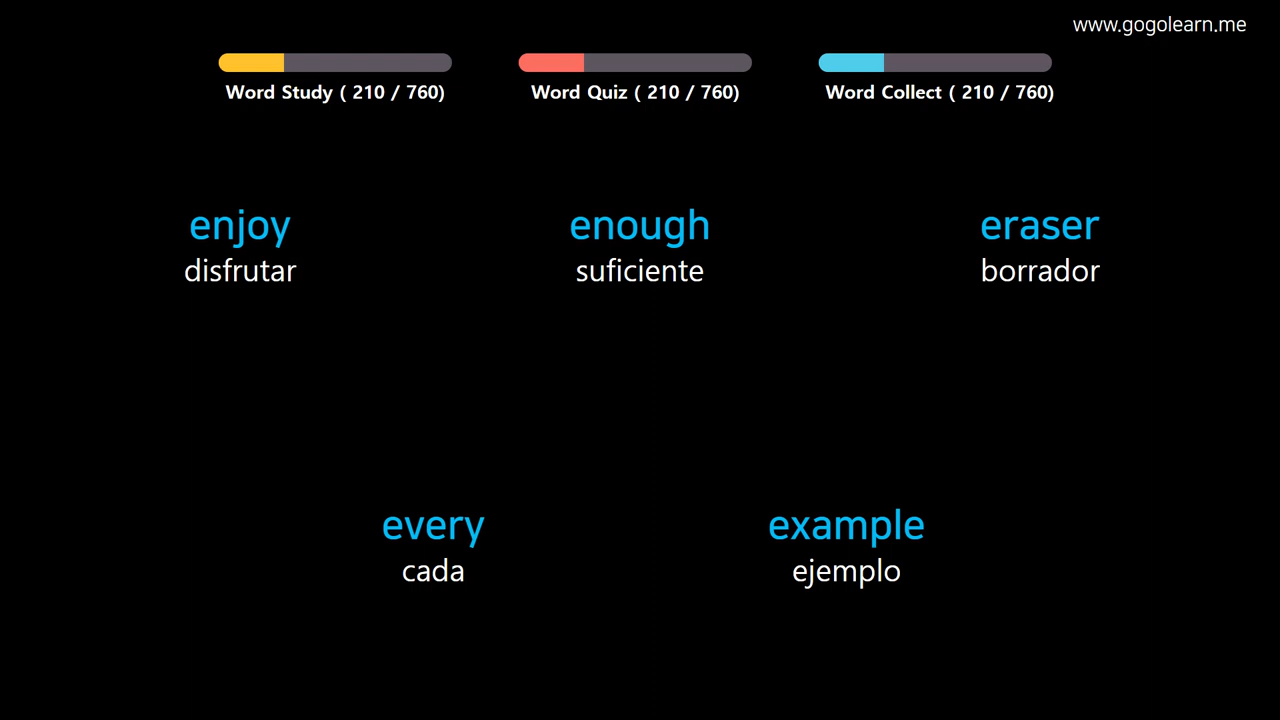 www.gogolearn.me
Word Study ( 210 / 760)
Word Quiz ( 210 / 760)
Word Collect ( 210 / 760)
enjoy
disfrutar
enough
suficiente
eraser
borrador
every
cada
example
ejemplo